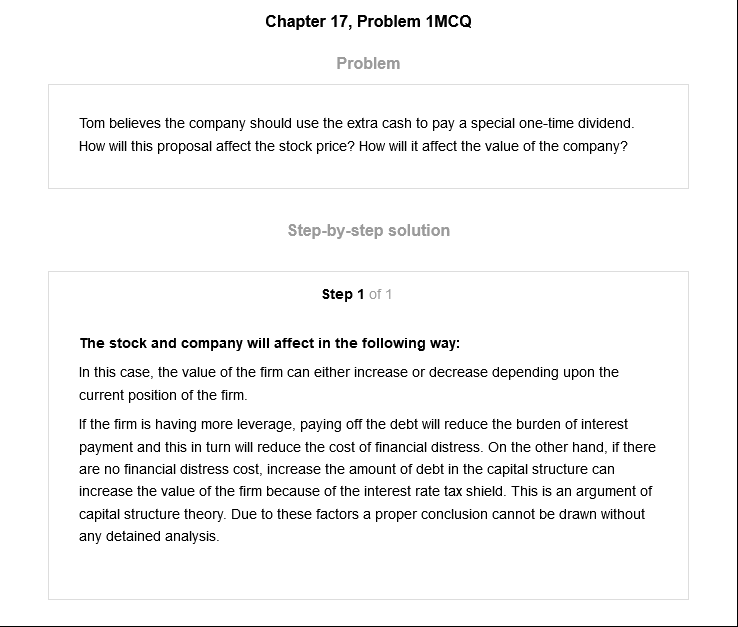 Chapter 17, Problem 1MCQ
Problem
Tom believes the company should use the extra cash to pay a special one-time dividend.
How will this proposal affect the stock price? How will it affect the value of the company?
Step-by-step solution
Step 1 of 1
The stock and company will affect in the following way:
In this case, the value of the firm can either increase or decrease depending upon the
current position of the firm.
If the firm is having more leverage, paying off the debt will reduce the burden of interest
payment and this in turn will reduce the cost of financial distress. On the other hand, if there
are no financial distress cost, increase the amount of debt in the capital structure can
increase the value of the firm because of the interest rate tax shield. This is an argument of
capital structure theory. Due to these factors a proper conclusion cannot be drawn without
any detained analysis.